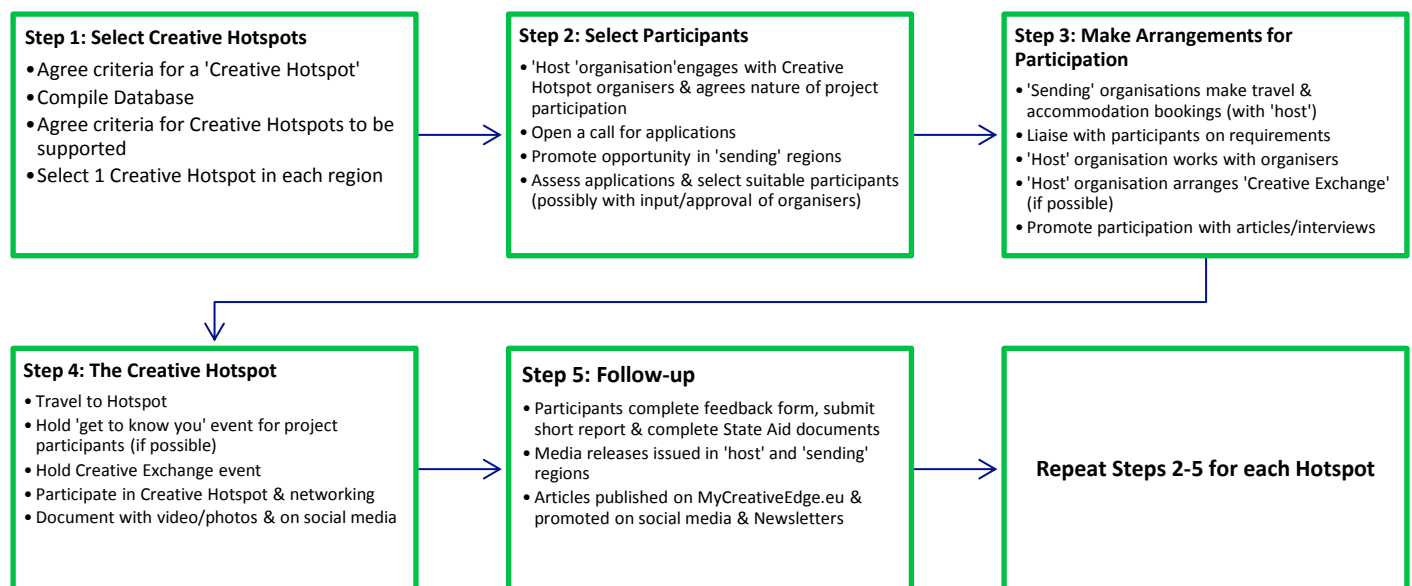 Step 1: Select Creative Hotspots
•Agree criteria for a 'Creative Hotspot'
•Compile Database
•Agree criteria for Creative Hotspots to be
supported
•Select 1 Creative Hotspot in each region
Step 2: Select Participants
•'Host 'organisation'engages with Creative
Hotspot organisers & agrees nature of project
participation
•Open a call for applications
•Promote opportunity in 'sending' regions
•Assess applications & select suitable participants
(possibly with input/approval of organisers)
Step 3: Make Arrangements for
Participation
•'Sending' organisations make travel &
accommodation bookings (with 'host')
•Liaise with participants on requirements
•'Host' organisation works with organisers
•'Host' organisation arranges 'Creative Exchange'
(if possible)
•Promote participation with articles/interviews
Step 4: The Creative Hotspot
•Travel to Hotspot
•Hold 'get to know you' event for project
participants (if possible)
•Hold Creative Exchange event
•Participate in Creative Hotspot & networking
•Document with video/photos & on social media
Step 5: Follow-up
•Participants complete feedback form, submit
short report & complete State Aid documents
•Media releases issued in 'host' and 'sending'
regions
•Articles published on MyCreativeEdge.eu &
promoted on social media & Newsletters
Repeat Steps 2-5 for each Hotspot